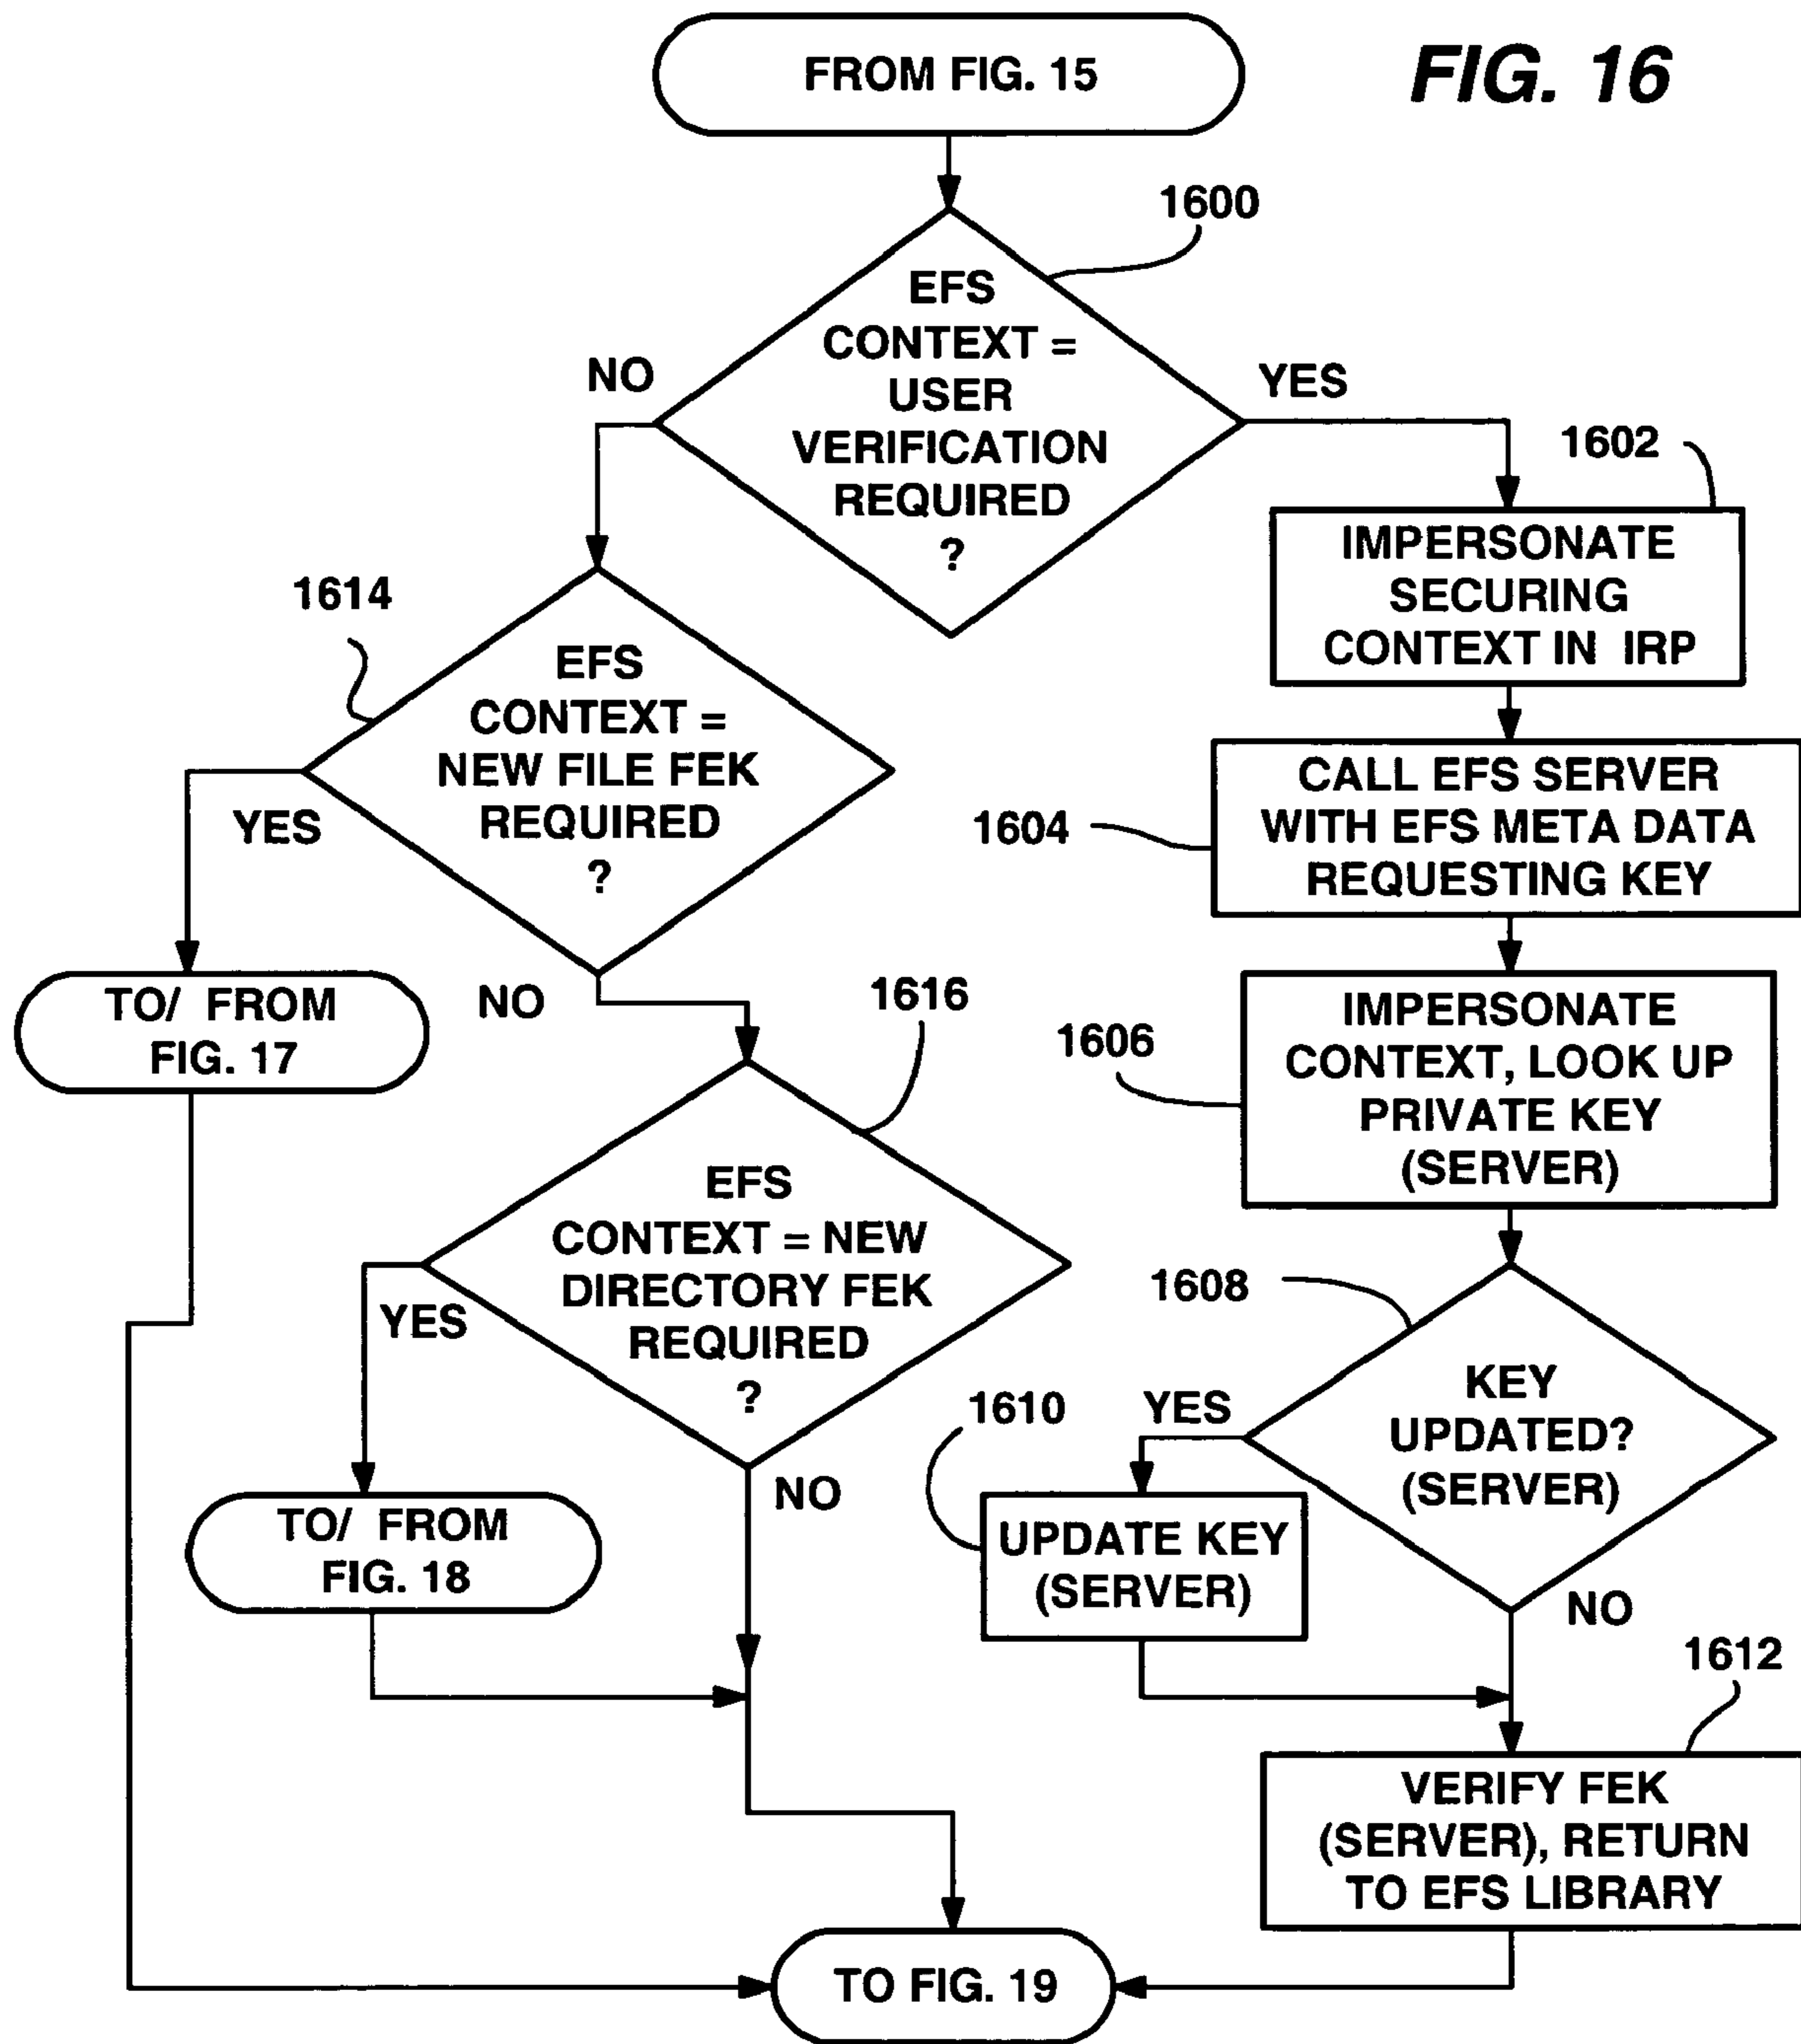 FROM FIG. 15
FIG. 16
1600
EFS
CONTEXT =
USER
VERIFICATION
REQUIRED
?
NO
YES
1602
IMPERSONATE
SECURING
CONTEXT IN IRP
1614
EFS
CONTEXT =
NEW FILE FEK
REQUIRED
?
YES
NO
1604
CALL EFS SERVER
WITH EFS META DATA
REQUESTING KEY
TO/ FROM
FIG. 17
1606
IMPERSONATE
CONTEXT, LOOK UP
PRIVATE KEY
(SERVER)
1616
EFS
CONTEXT = NEW
DIRECTORY FEK
REQUIRED
?
YES
NO
1608
KEY
UPDATED?
(SERVER)
YES
NO
1610
UPDATE KEY
(SERVER)
TO/ FROM
FIG. 18
1612
VERIFY FEK
(SERVER), RETURN
TO EFS LIBRARY
TO FIG. 19